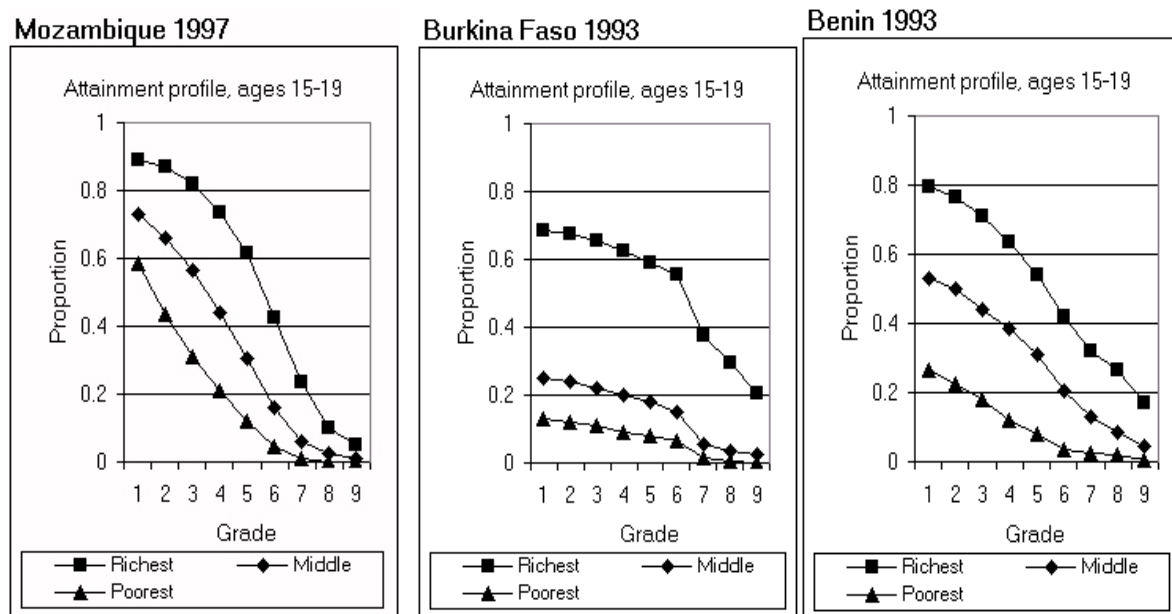 Mozambique 1997
Attainment profile, ages 15-19
Proportion
1
0.8
0.6
0.4
0.2
0
1 2 3 4 5 6 7 8 9
Grade
Richest Middle
Poorest
Burkina Faso 1993
Attainment profile, ages 15-19
Proportion
1
0.8
0.6
0.4
0.2
0
1 2 3 4 5 6 7 8 9
Grade
Richest Middle
Poorest
Benin 1993
Attainment profile, ages 15-19
Proportion
1
0.8
0.6
0.4
0.2
0
1 2 3 4 5 6 7 8 9
Grade
Richest Middle
Poorest